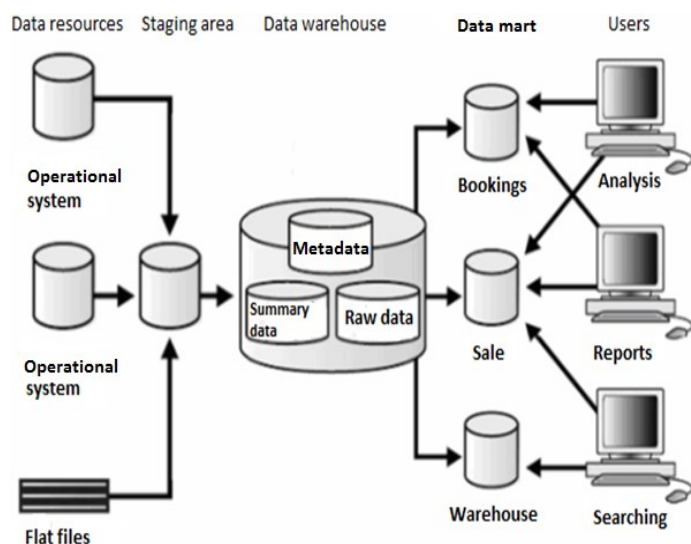 Data resources Staging area Data warehouse Data mart Users
Operational
system
Bookings
Analysis
Metadata
Summary
data
Raw data
Operational
system
Sale
Reports
Flat files
Warehouse
Searching